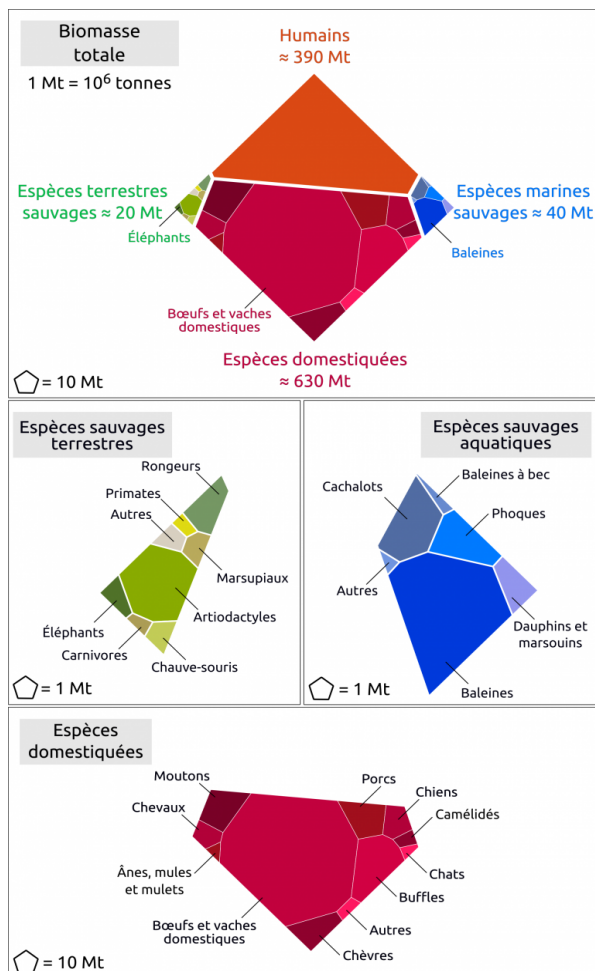 Biomasse
totale
1 Mt = 10⁶ tonnes
Humains
≈ 390 Mt
Espèces terrestres
sauvages ≈ 20 Mt
Éléphants
Espèces marines
sauvages ≈ 40 Mt
Baleines
Bœufs et vaches
domestiques
Espèces domestiquées
≈ 630 Mt
= 10 Mt
Espèces sauvages
terrestres
Rongeurs
Primates
Autres
Marsupiaux
Artiodactyles
Éléphants
Carnivores
Chauve-souris
= 1 Mt
Espèces sauvages
aquatiques
Baleines à bec
Cachalots
Phoques
Autres
Dauphins et
marsouins
Baleines
= 1 Mt
Espèces
domestiquées
Moutons
Porcs
Chiens
Chevaux
Camélidés
Ânes, mules
et mulets
Chats
Buffles
Bœufs et vaches
domestiques
Autres
Chèvres
= 10 Mt